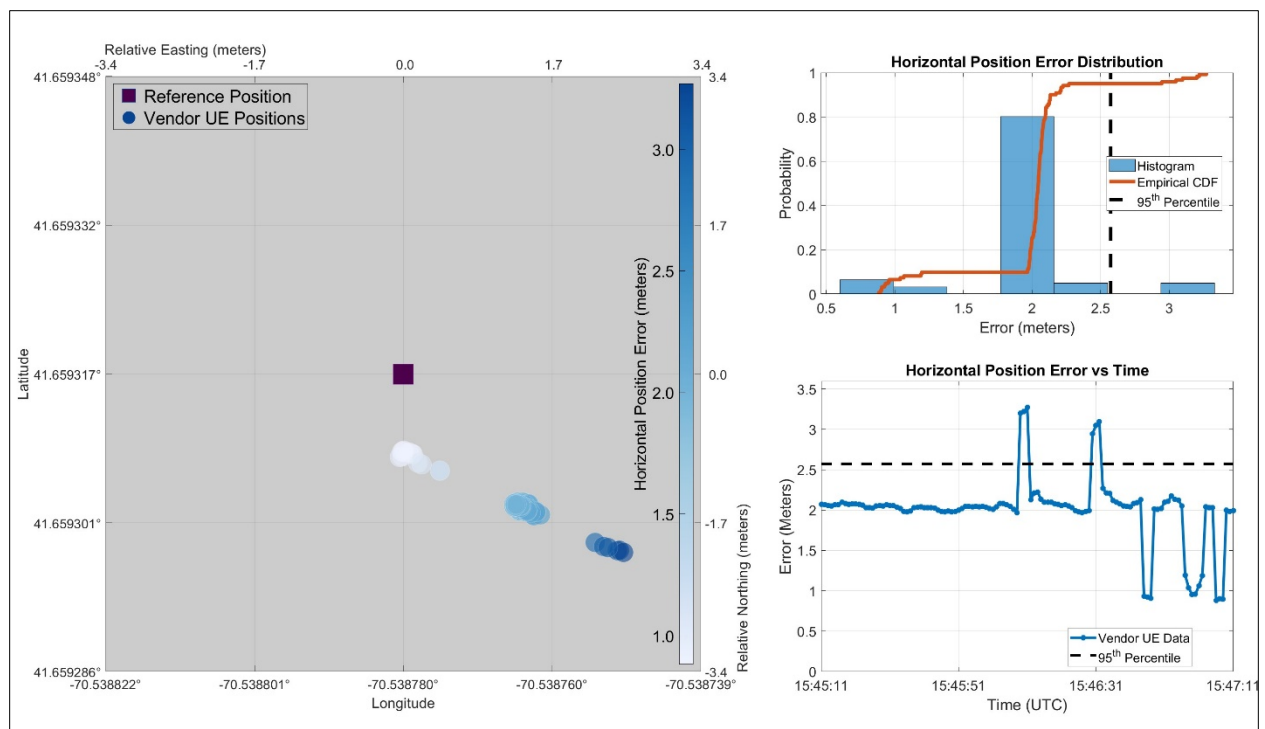 Relative Easting (meters)
-3.4
-1.7
0.0
1.7
3.4
41.659348°
41.659332°
41.659317°
41.659301°
41.659286°
Latitude
Reference Position
Vendor UE Positions
-70.538822°
-70.538801°
-70.538780°
-70.538760°
-70.538739°
Longitude
Horizontal Position Error (meters)
3.0
2.5
2.0
1.5
1.0
3.4
1.7
0.0
-1.7
-3.4
Relative Northing (meters)
Horizontal Position Error Distribution
Probability
1
0.8
0.6
0.4
0.2
0
Histogram
Empirical CDF
95th Percentile
0.5
1
1.5
2
2.5
3
Error (meters)
Horizontal Position Error vs Time
Error (Meters)
3.5
3
2.5
2
1.5
1
0.5
0
Vendor UE Data
95th Percentile
15:45:11
15:45:51
15:46:31
15:47:11
Time (UTC)